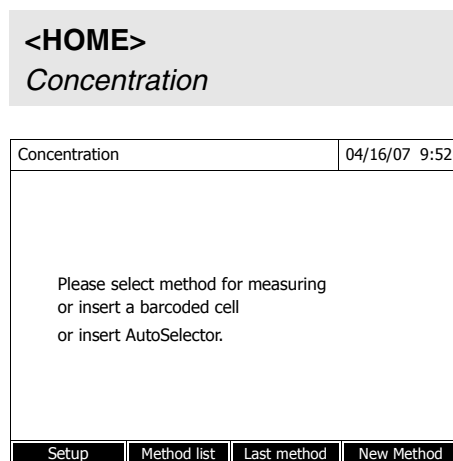 <HOME>
Concentration
Concentration 04/16/07 9:52
Please select method for measuring
or insert a barcoded cell
or insert AutoSelector.
Setup Method list Last method New Method